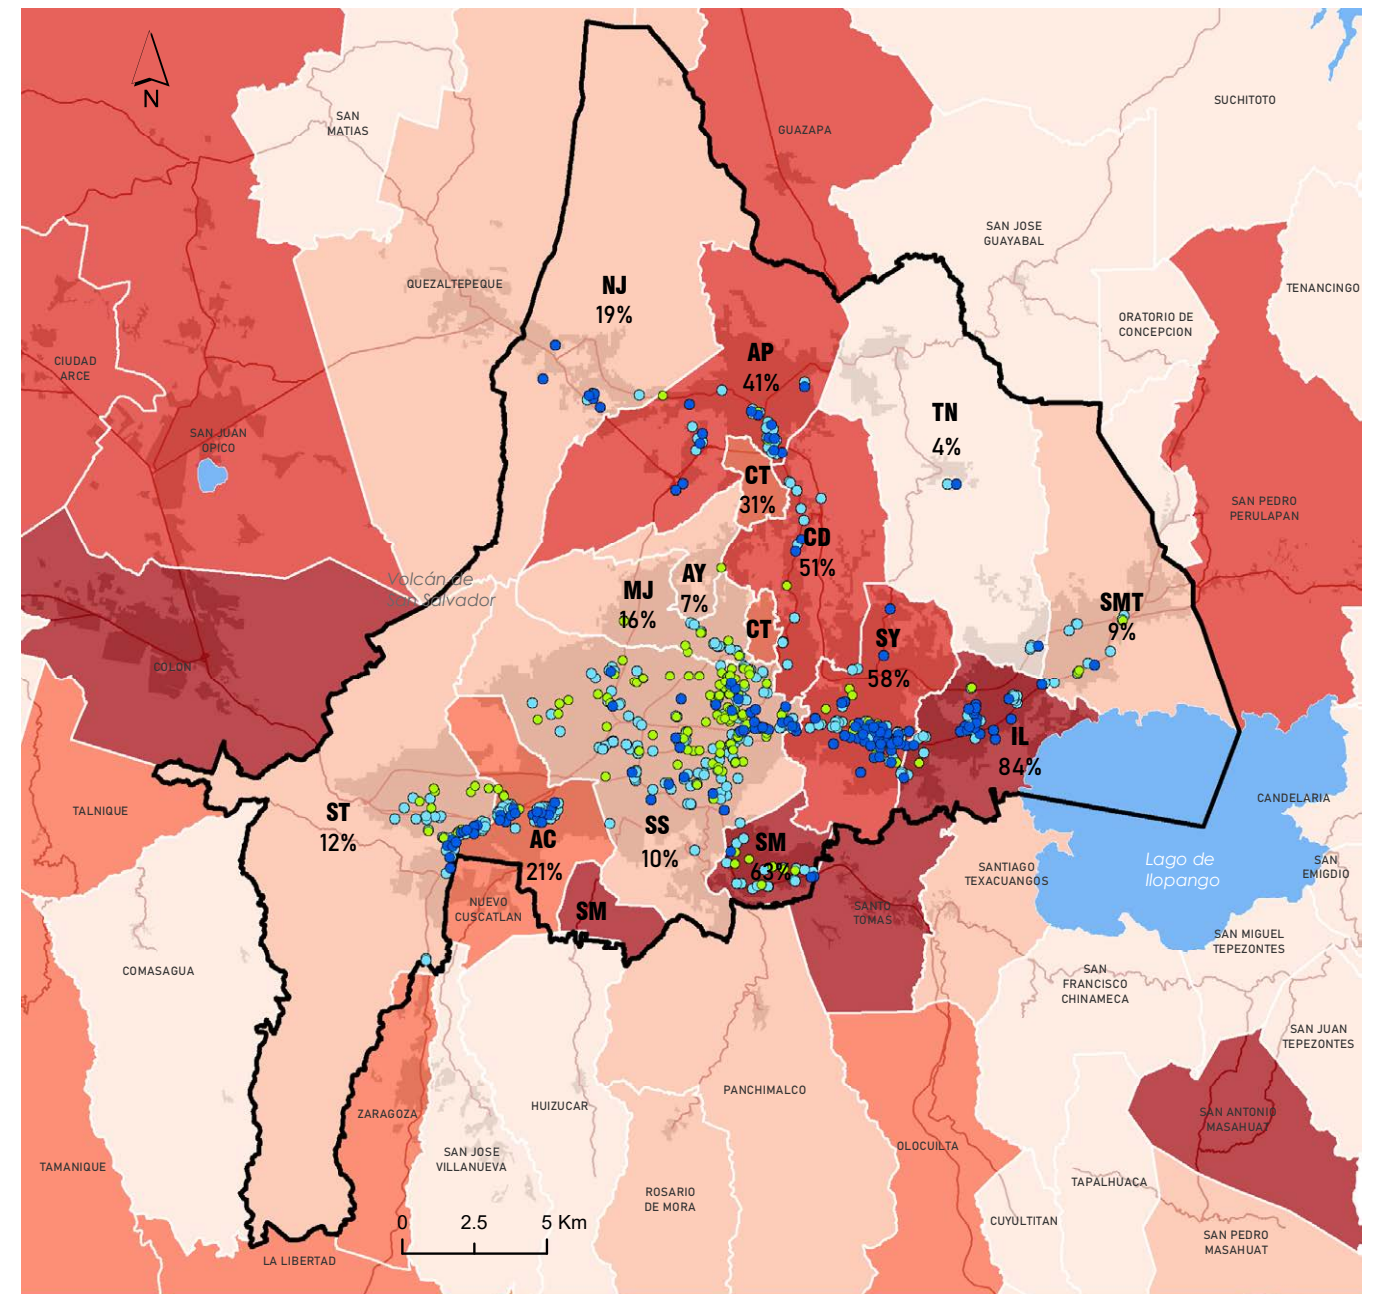 SUCHITOTO
N
SAN
MATIAS
GUAZAPA
SAN JOSE
GUAYABAL
QUEZALTEPEQUE
NJ
19%
TENANCINGO
ORATORIO DE
CONCEPCION
CIUDAD
ARCE
AP
41%
TN
4%
SAN JUAN
OPICO
CT
31%
SAN PEDRO
PERULAPAN
CD
51%
Volcán de
San Salvador
AY
7%
MJ
16%
SMT
9%
CT
SY
58%
COLON
IL
84%
CANDELARIA
TALNIQUE
ST
12%
AC
21%
SS
10%
SM
63%
Lago de
Ilopango
SAN
EMIGDIO
SANTIAGO
TEXACUANGOS
NUEVO
CUSCATLAN
SM
SANTO
TOMAS
SAN MIGUEL
TEPEZONTES
COMASAGUA
SAN
FRANCISCO
CHINAMECA
SAN JUAN
TEPEZONTES
PANCHIMALCO
ZARAGOZA
HUIZUCAR
SAN ANTONIO
MASAHUAT
OLOCUILTA
SAN JOSE
VILLANUEVA
TAMANIQUE
TAPALHUACA
ROSARIO
DE MORA
0 2.5 5 Km
CUYULTITAN
SAN PEDRO
MASAHUAT
LA LIBERTAD